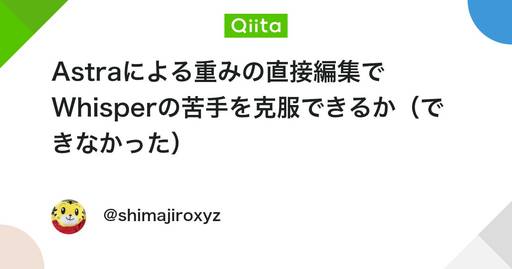 Qiita
Astraによる重みの直接編集で
Whisperの苦手を克服できるか（で
きなかった）
@shimajiroxyz